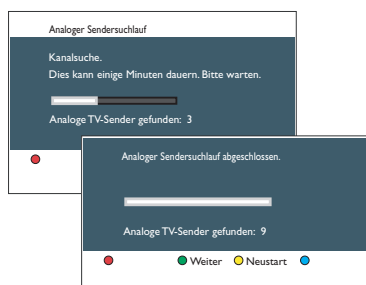 Analoger Sendersuchlauf
Kanalsuche.
Dies kann einige Minuten dauern. Bitte warten.
Analoge TV-Sender gefunden: 3
Analoger Sendersuchlauf abgeschlossen.
Analoge TV-Sender gefunden: 9
Weiter Neustart